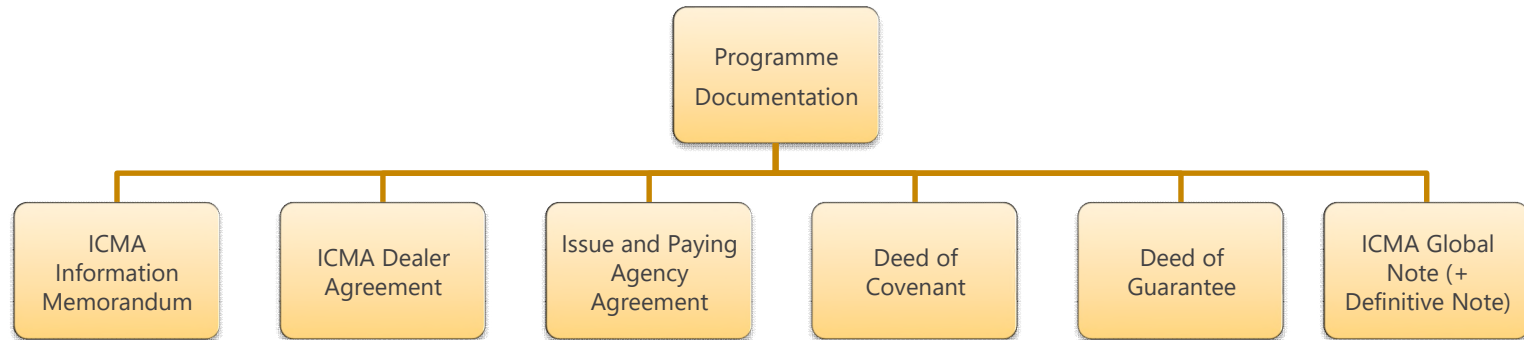 Programme
Documentation
ICMA
Information
Memorandum
ICMA Dealer
Agreement
Issue and Paying
Agency
Agreement
Deed of
Covenant
Deed of
Guarantee
ICMA Global
Note (+
Definitive Note)